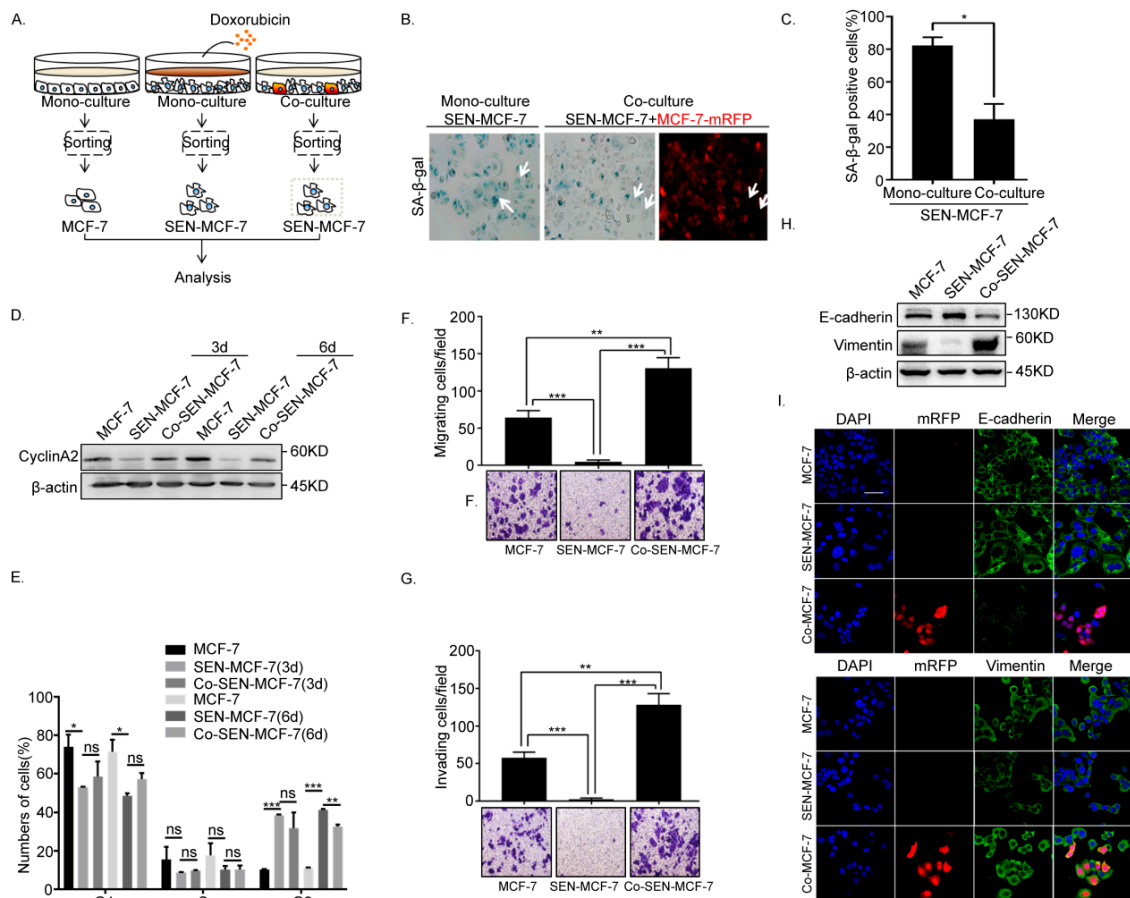 A.
Doxorubicin
Mono-culture
Mono-culture
Co-culture
Sorting
Sorting
Sorting
MCF-7
SEN-MCF-7
SEN-MCF-7
Analysis
B.
Mono-culture
SEN-MCF-7
Co-culture
SEN-MCF-7+MCF-7-mRFP
SA-β-gal
C.
SA-β-gal positive cells(%)
100
80
60
40
20
0
*
Mono-culture
Co-culture
SEN-MCF-7
D.
3d
6d
MCF-7
SEN-MCF-7
Co-SEN-MCF-7
MCF-7
SEN-MCF-7
Co-SEN-MCF-7
CyclinA2
60KD
β-actin
45KD
E.
MCF-7
SEN-MCF-7(3d)
Co-SEN-MCF-7(3d)
MCF-7
SEN-MCF-7(6d)
Co-SEN-MCF-7(6d)
Numbers of cells(%)
100
80
60
40
20
0
*
ns
*
ns
ns
ns
ns
ns
***
ns
***
**
F.
Migrating cells/field
200
150
100
50
0
**
***
***
F.
MCF-7
SEN-MCF-7
Co-SEN-MCF-7
G.
Invading cells/field
200
150
100
50
0
**
***
***
MCF-7
SEN-MCF-7
Co-SEN-MCF-7
H.
MCF-7
SEN-MCF-7
Co-SEN-MCF-7
E-cadherin
130KD
Vimentin
60KD
β-actin
45KD
I.
DAPI
mRFP
E-cadherin
Merge
MCF-7
SEN-MCF-7
Co-MCF-7
DAPI
mRFP
Vimentin
Merge
MCF-7
SEN-MCF-7
Co-MCF-7